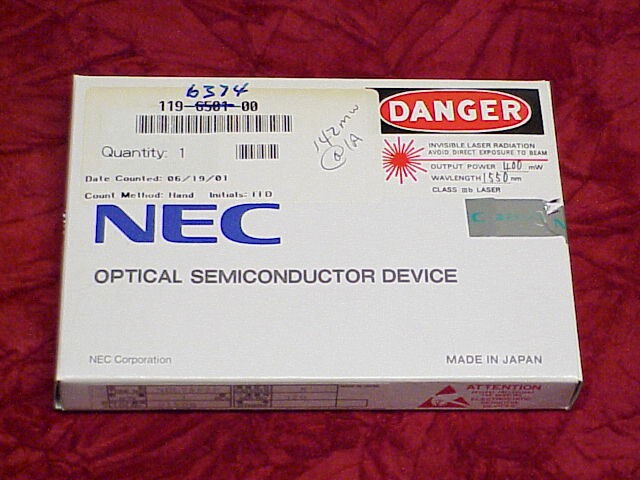 6374
119-6501-00
Quantity: 1
Date Counted: 06/19/01
Count Method: Hand Initials: IID
142mW
@1A
DANGER
INVISIBLE LASER RADIATION
AVOID DIRECT EXPOSURE TO BEAM
OUTPUT POWER 400 mW
WAVLENGTH 1550 nm
CLASS IIIb LASER
NEC
OPTICAL SEMICONDUCTOR DEVICE
NEC Corporation
MADE IN JAPAN
ATTENTION